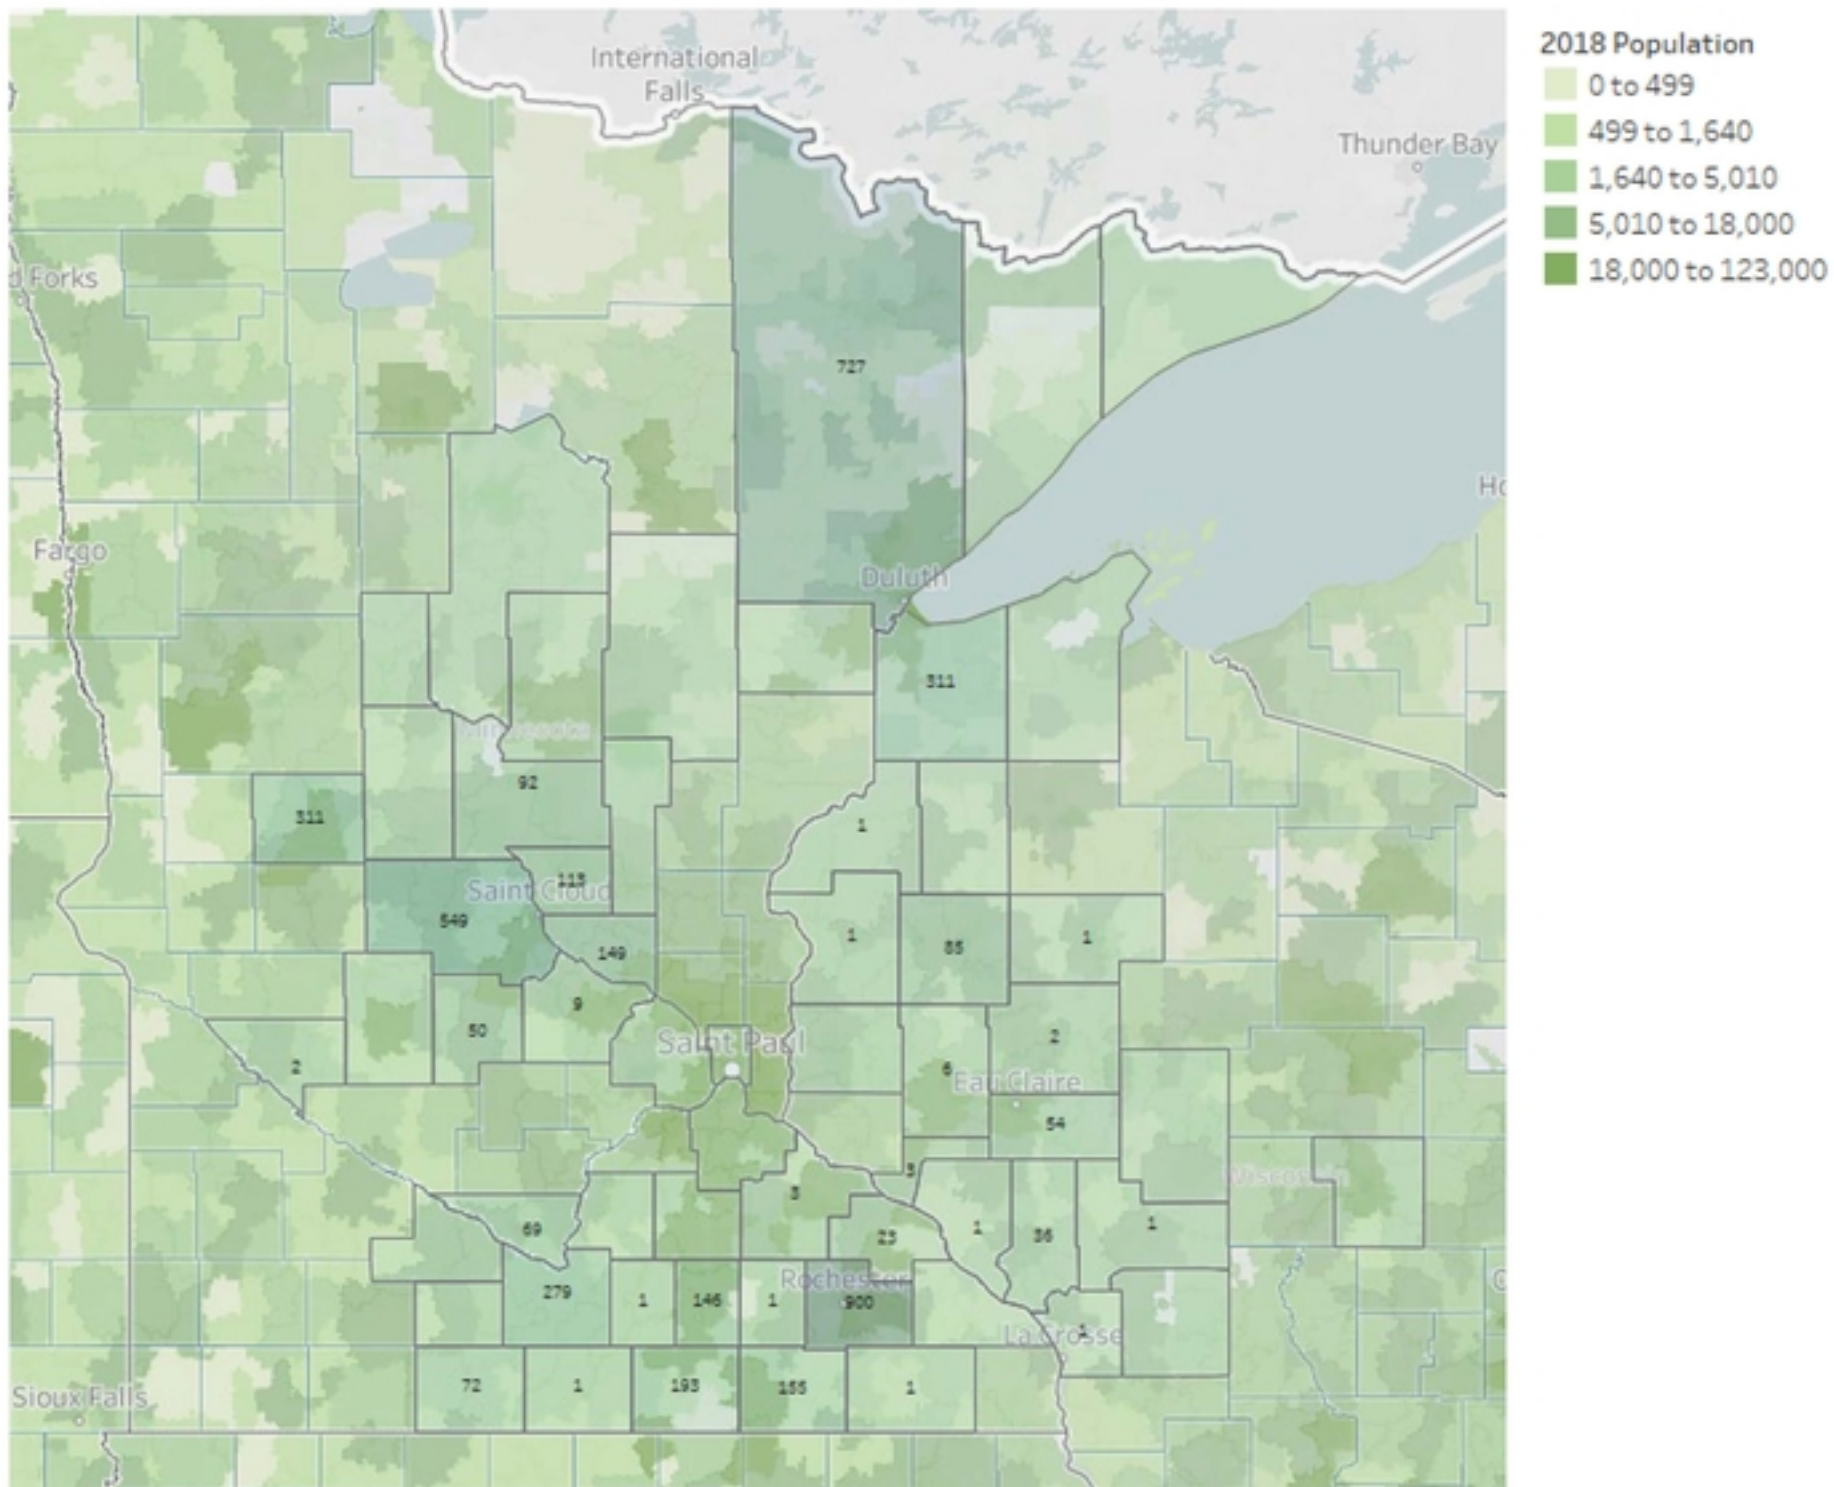 2018 Population
0 to 499
499 to 1,640
1,640 to 5,010
5,010 to 18,000
18,000 to 123,000
International
Falls
Thunder Bay
d Forks
727
Ho
Fargo
Duluth
311
Minnesota
92
311
1
113
Saint Cloud
549
149
1
85
1
9
50
2
Saint Paul
2
6
Eau Claire
54
Wisconsin
8
69
23
1
36
1
279
1
146
1
Rochester
900
La Crosse
1
72
1
193
155
1
Sioux Falls